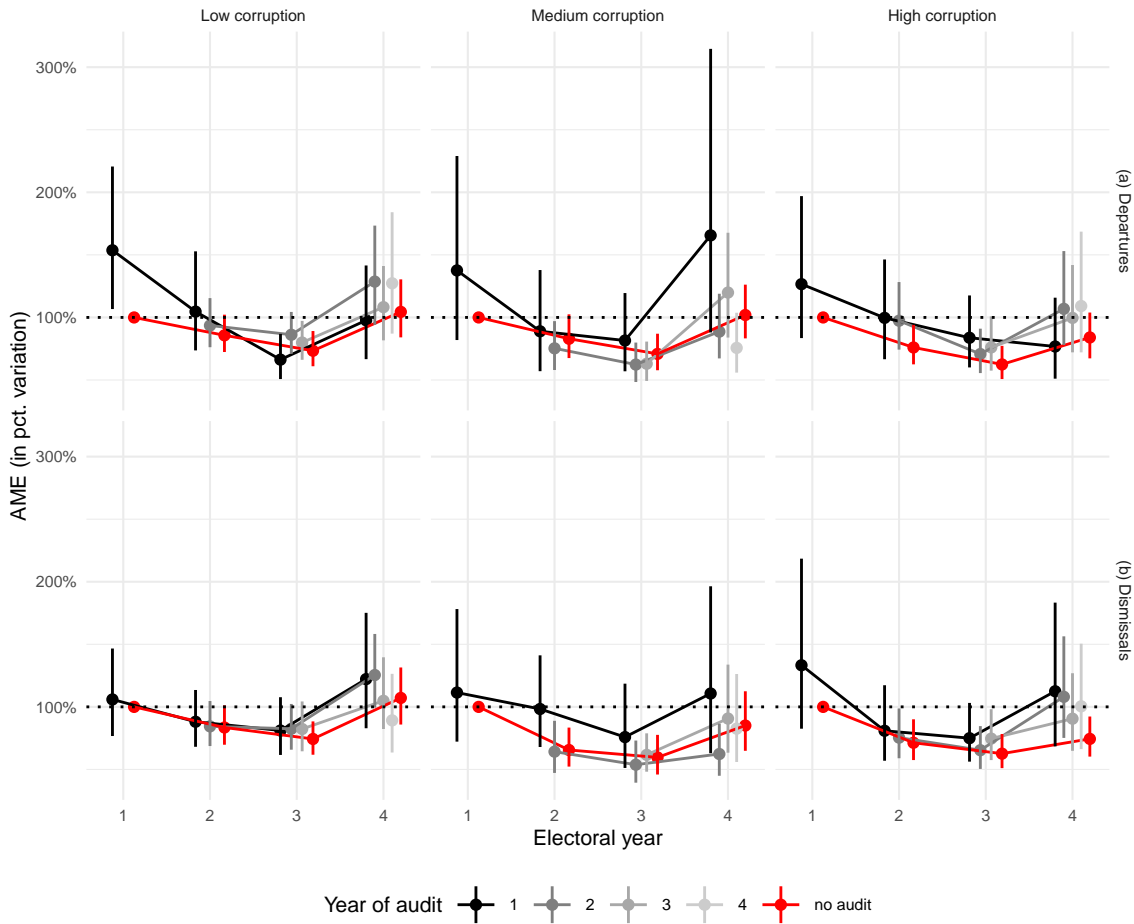 Low corruption Medium corruption High corruption
300%
200%
100%
(a) Departures
AME (in pct. variation)
300%
200%
100%
(b) Dismissals
1 2 3 4 1 2 3 4 1 2 3 4
Electoral year
Year of audit 1 2 3 4 no audit